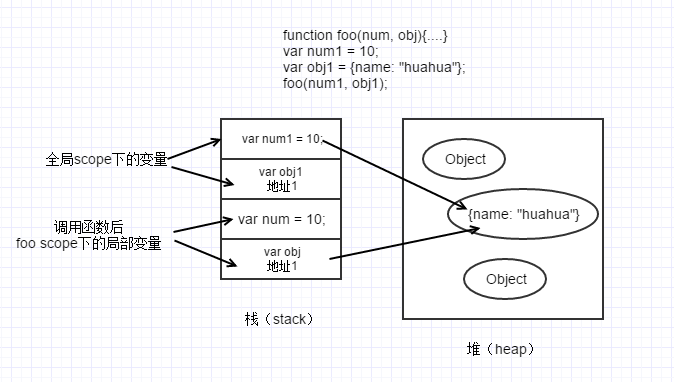 function foo(num, obj){....}
var num1 = 10;
var obj1 = {name: "huahua"};
foo(num1, obj1);
全局scope下的变量
var num1 = 10;
var obj1
地址1
调用函数后
foo scope下的局部变量
var num = 10;
var obj
地址1
栈（stack）
Object
{name: "huahua"}
Object
堆（heap）